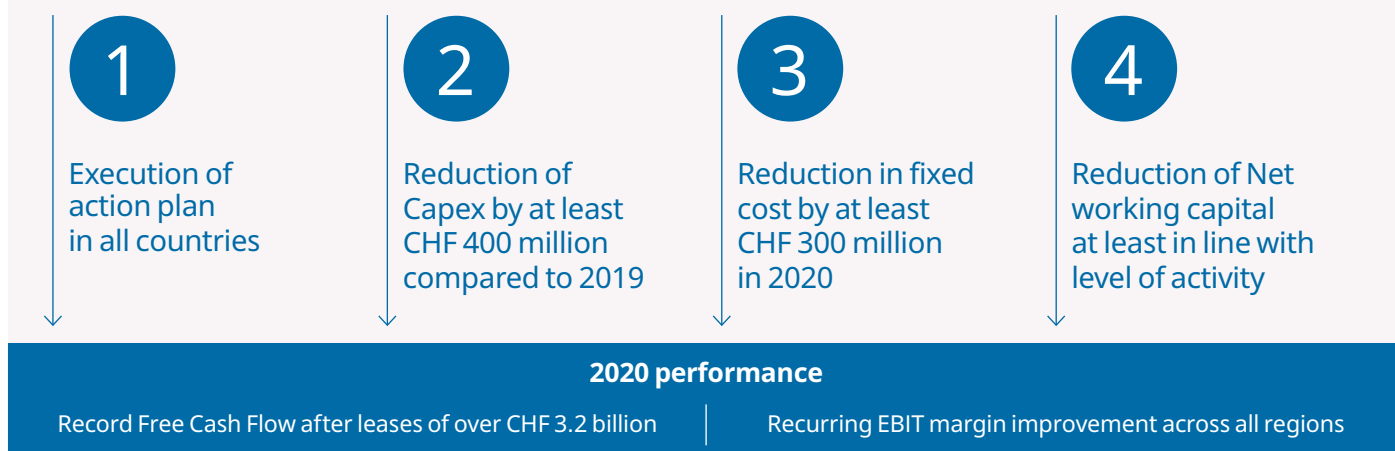 1
Execution of
action plan
in all countries
2
Reduction of
Capex by at least
CHF 400 million
compared to 2019
3
Reduction in fixed
cost by at least
CHF 300 million
in 2020
4
Reduction of Net
working capital
at least in line with
level of activity
2020 performance
Record Free Cash Flow after leases of over CHF 3.2 billion
Recurring EBIT margin improvement across all regions